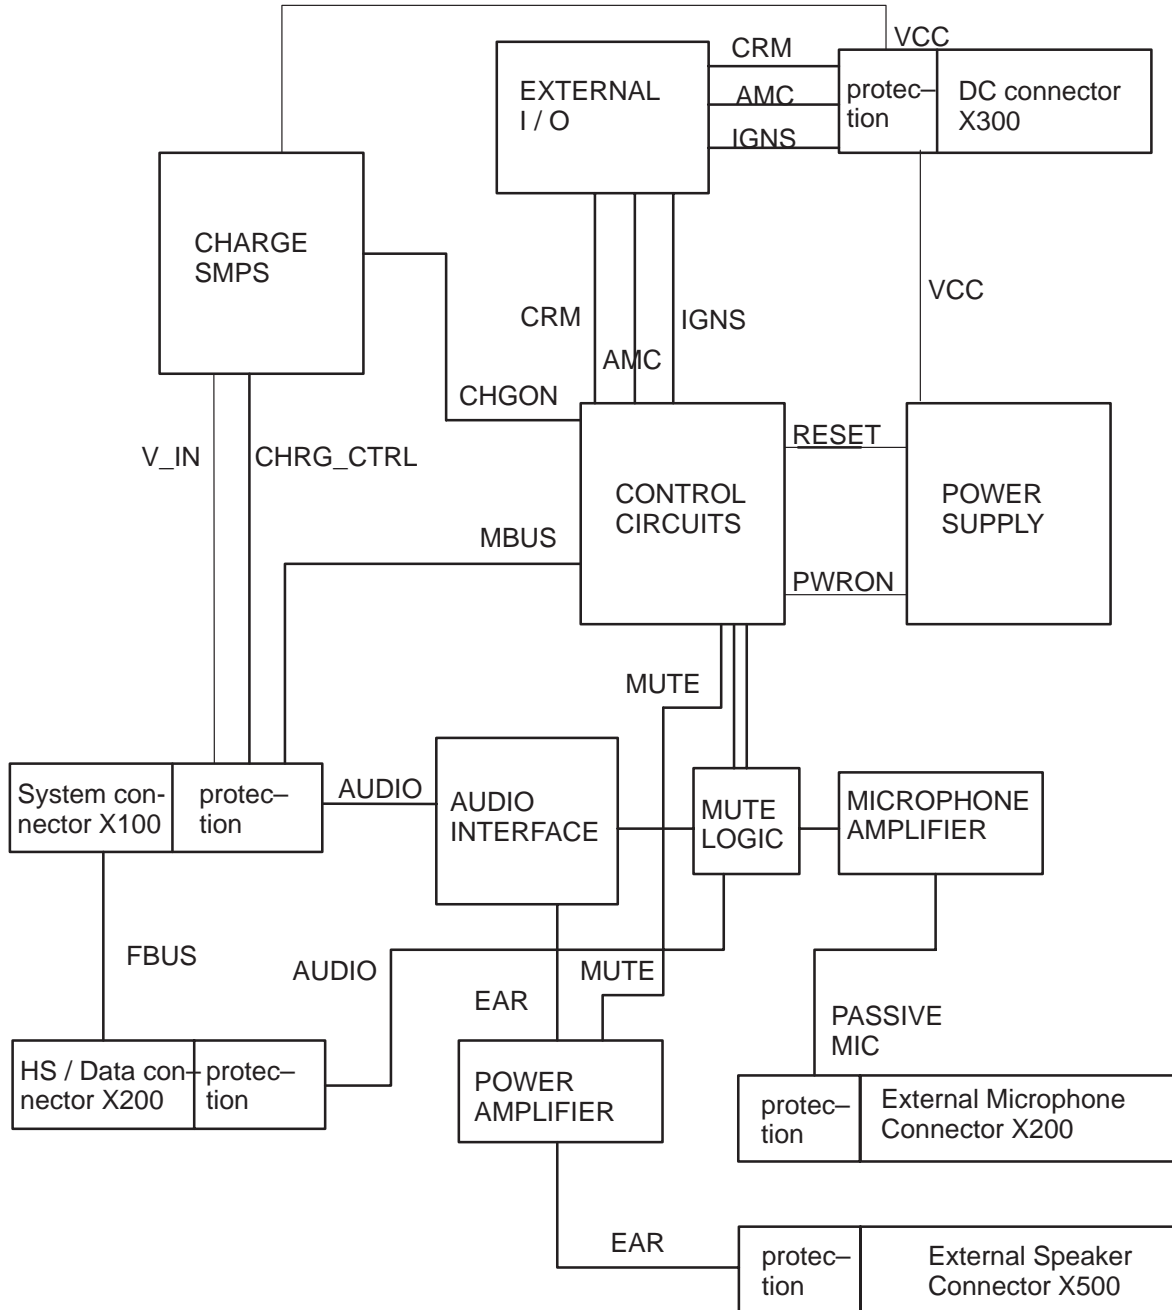 VCC
CRM
EXTERNAL
I / O
AMC
IGNS
protec–
tion
DC connector
X300
CHARGE
SMPS
CRM
IGNS
AMC
VCC
CHGON
V_IN
CHRG_CTRL
RESET
CONTROL
CIRCUITS
POWER
SUPPLY
MBUS
PWRON
MUTE
System con-
nector X100
protec–
tion
AUDIO
AUDIO
INTERFACE
MUTE
LOGIC
MICROPHONE
AMPLIFIER
FBUS
AUDIO
EAR
MUTE
PASSIVE
MIC
HS / Data con–
nector X200
protec–
tion
POWER
AMPLIFIER
protec–
tion
External Microphone
Connector X200
EAR
protec–
tion
External Speaker
Connector X500